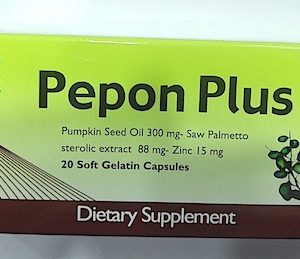 Pepon Plus
Pumpkin Seed Oil 300 mg- Saw Palmetto
sterolic extract 88 mg- Zinc 15 mg
20 Soft Gelatin Capsules
Dietary Supplement